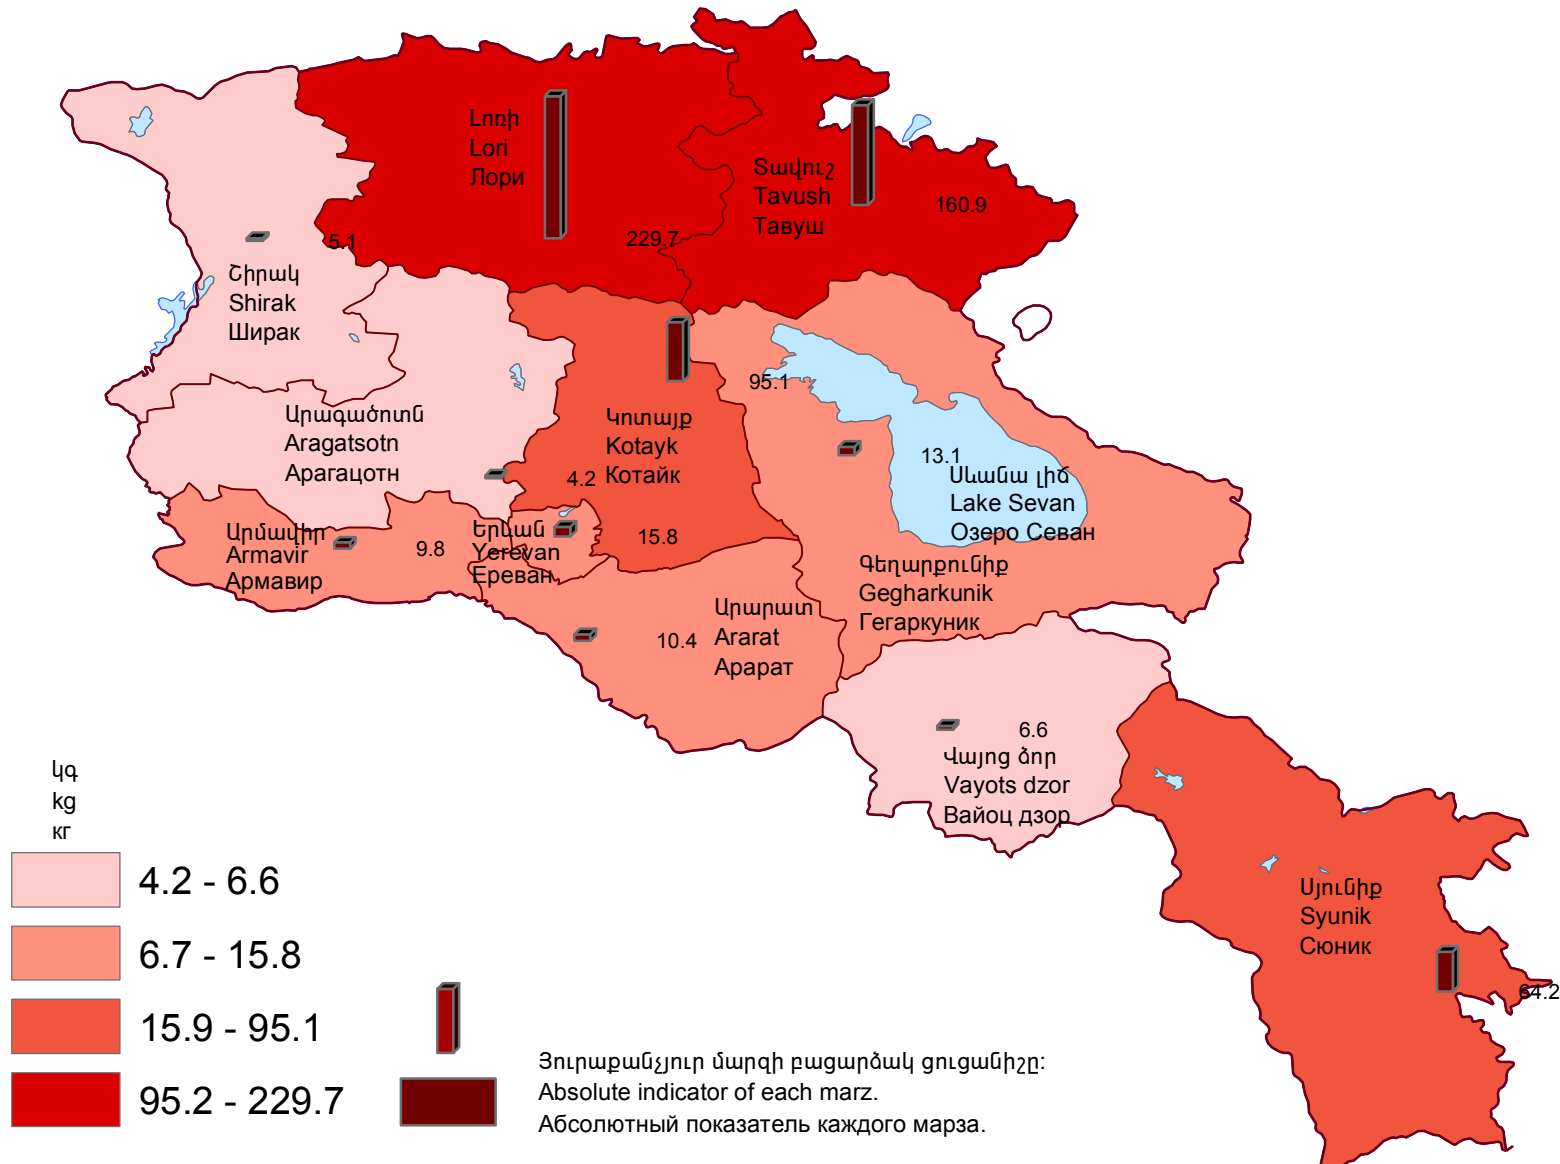 Լոռի
Lori
Лори
229.7
Տավուշ
Tavush
Тавуш
160.9
5.1
Շիրակ
Shirak
Ширак
Արագածոտն
Aragatsotn
Арагацотн
4.2
Կոտայք
Kotayk
Котайк
95.1
13.1
Սևանա լիճ
Lake Sevan
Озеро Севан
Արմավիր
Armavir
Армавир
9.8
Երևան
Yerevan
Ереван
15.8
Գեղարքունիք
Gegharkunik
Гегаркуник
Արարատ
Ararat
Арарат
10.4
6.6
Վայոց ձոր
Vayots dzor
Вайоц дзор
Սյունիք
Syunik
Сюник
64.2
կգ
kg
кг
4.2 - 6.6
6.7 - 15.8
15.9 - 95.1
95.2 - 229.7
Յուրաքանչյուր մարզի բացարձակ ցուցանիշը:
Absolute indicator of each marz.
Абсолютный показатель каждого марза.